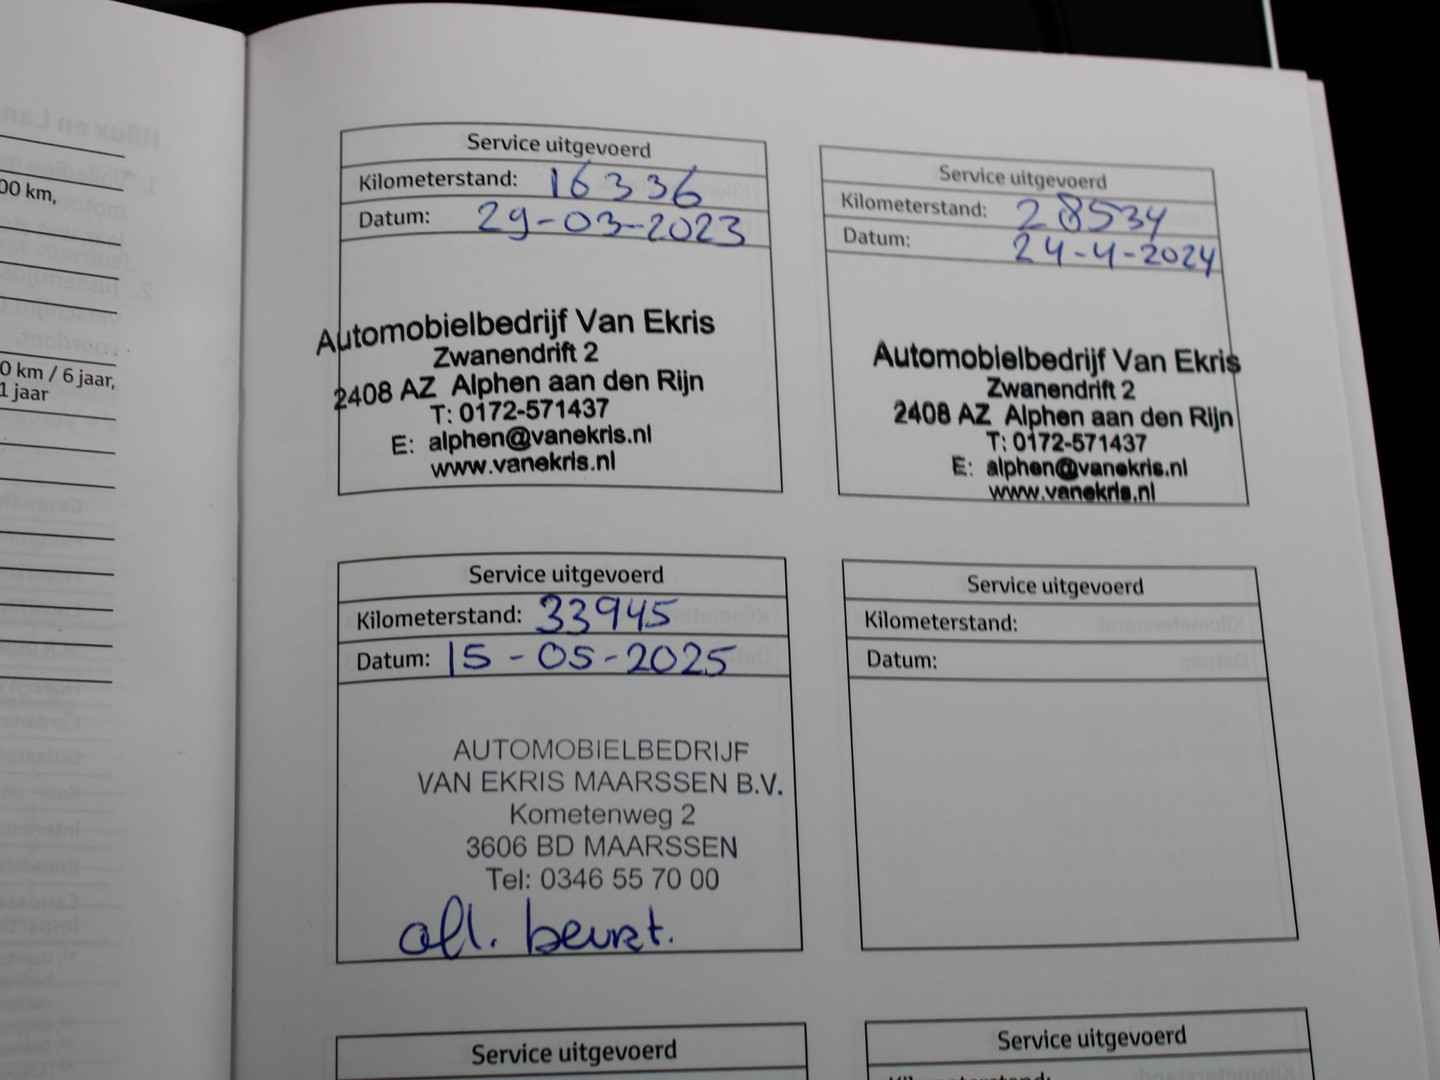 00 km,
0 km / 6 jaar,
1 jaar
Service uitgevoerd
Kilometerstand: 16336
Datum: 29-03-2023
Automobielbedrijf Van Ekris
Zwanendrift 2
2408 AZ Alphen aan den Rijn
T: 0172-571437
E: alphen@vanekris.nl
www.vanekris.nl
Service uitgevoerd
Kilometerstand: 28534
Datum: 24-4-2024
Automobielbedrijf Van Ekris
Zwanendrift 2
2408 AZ Alphen aan den Rijn
T: 0172-571437
E: alphen@vanekris.nl
www.vanekris.nl
Service uitgevoerd
Kilometerstand: 33945
Datum: 15-05-2025
AUTOMOBIELBEDRIJF
VAN EKRIS MAARSSEN B.V.
Kometenweg 2
3606 BD MAARSSEN
Tel: 0346 55 70 00
afl. beurt.
Service uitgevoerd
Kilometerstand:
Datum:
Service uitgevoerd
Service uitgevoerd
Kilometerstand: